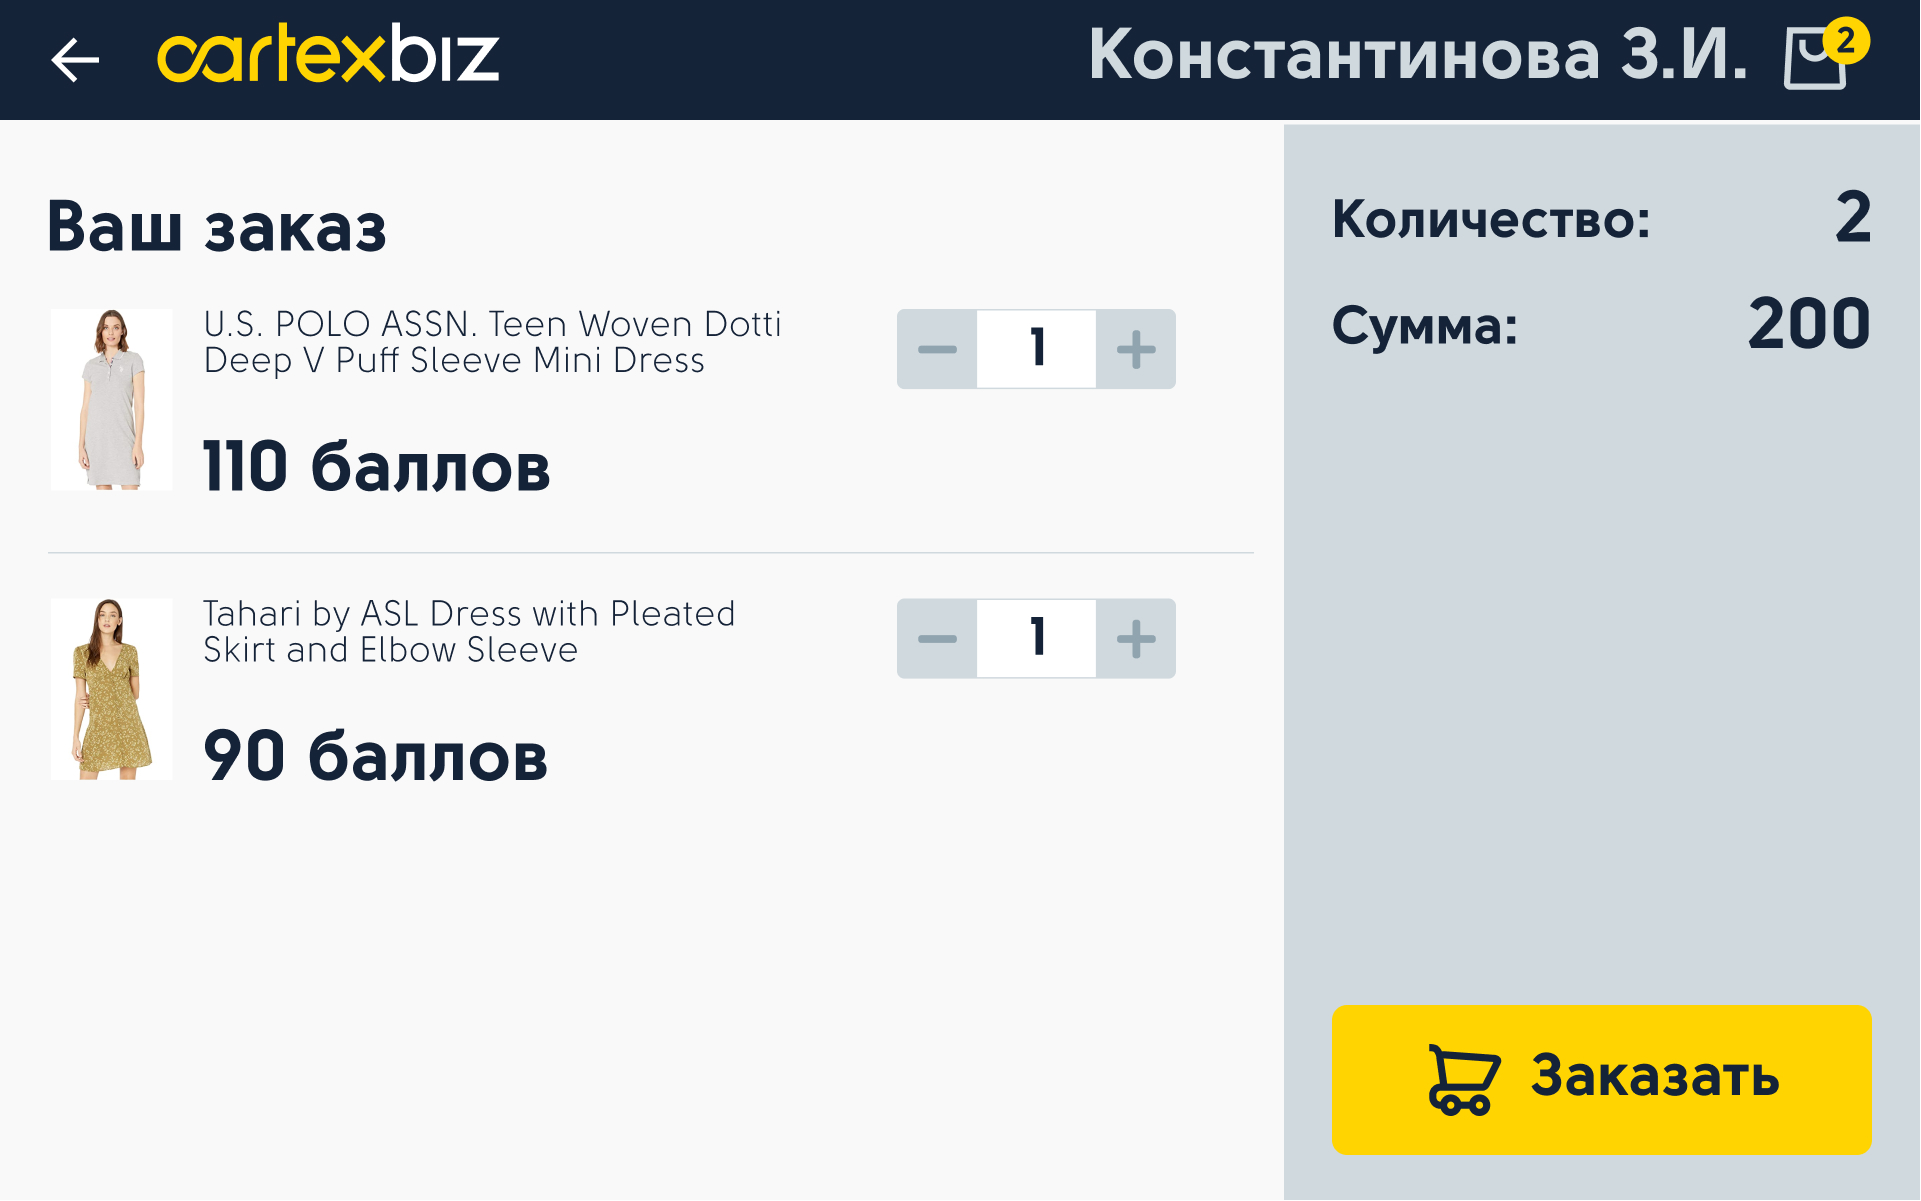 cartexbiz
Константинова З.И.
2
Ваш заказ
U.S. POLO ASSN. Teen Woven Dotti
Deep V Puff Sleeve Mini Dress
1
110 баллов
Tahari by ASL Dress with Pleated
Skirt and Elbow Sleeve
1
90 баллов
Количество: 2
Сумма: 200
Заказать